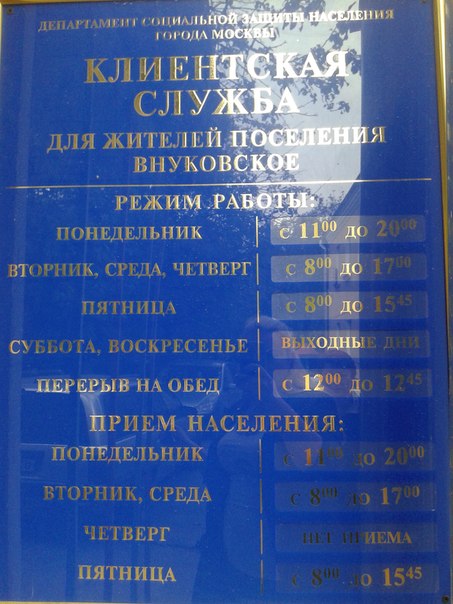 ДЕПАРТАМЕНТ СОЦИАЛЬНОЙ ЗАЩИТЫ НАСЕЛЕНИЯ
ГОРОДА МОСКВЫ
КЛИЕНТСКАЯ
СЛУЖБА
ДЛЯ ЖИТЕЛЕЙ ПОСЕЛЕНИЯ
ВНУКОВСКОЕ
РЕЖИМ РАБОТЫ:
ПОНЕДЕЛЬНИК С 11⁰⁰ ДО 20⁰⁰
ВТОРНИК, СРЕДА, ЧЕТВЕРГ С 8⁰⁰ ДО 17⁰⁰
ПЯТНИЦА С 8⁰⁰ ДО 15⁴⁵
СУББОТА, ВОСКРЕСЕНЬЕ ВЫХОДНЫЕ ДНИ
ПЕРЕРЫВ НА ОБЕД С 12⁰⁰ ДО 12⁴⁵
ПРИЕМ НАСЕЛЕНИЯ:
ПОНЕДЕЛЬНИК С 11⁰⁰ ДО 20⁰⁰
ВТОРНИК, СРЕДА С 8⁰⁰ ДО 17⁰⁰
ЧЕТВЕРГ НЕТ ПРИЕМА
ПЯТНИЦА С 8⁰⁰ ДО 15⁴⁵